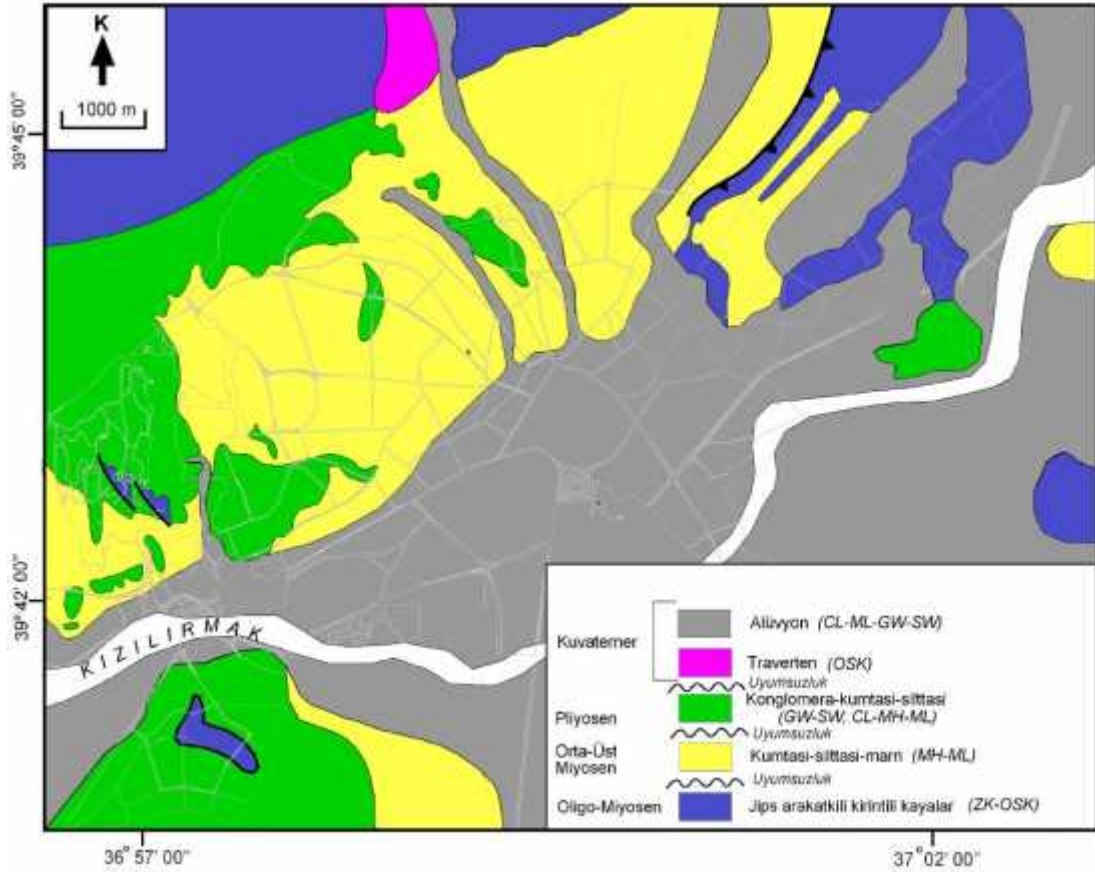 K
1000 m
39° 45' 00"
39° 42' 00"
KIZILIRMAK
Kuvaterner
Alüvyon (CL-ML-GW-SW)
Traverten (OSK)
Uyumsuzluk
Pliyosen
Konglomera-kumtasi-silttasi
(GW-SW, CL-MH-ML)
Uyumsuzluk
Orta-Üst
Miyosen
Kumtasi-silttasi-marn (MH-ML)
Uyumsuzluk
Oligo-Miyosen
Jips arakatkili kirintili kayalar (ZK-OSK)
36° 57' 00"
37° 02' 00"